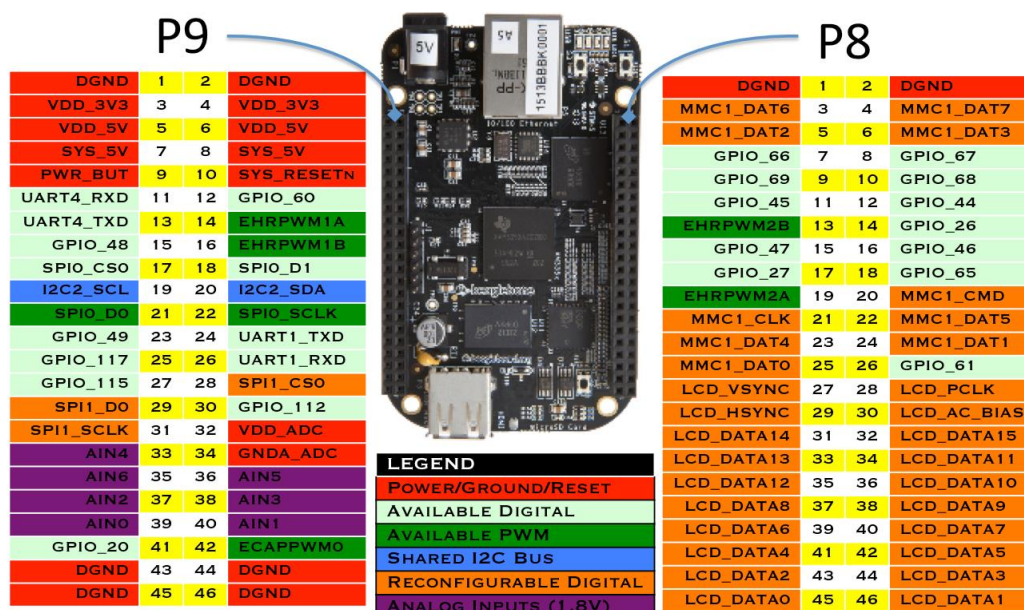 P9
P8
5V
A5
1513BBBK0001
DGND 1 2 DGND
VDD_3V3 3 4 VDD_3V3
VDD_5V 5 6 VDD_5V
SYS_5V 7 8 SYS_5V
PWR_BUT 9 10 SYS_RESETN
UART4_RXD 11 12 GPIO_60
UART4_TXD 13 14 EHRPWM1A
GPIO_48 15 16 EHRPWM1B
SPI0_CS0 17 18 SPI0_D1
I2C2_SCL 19 20 I2C2_SDA
SPI0_D0 21 22 SPI0_SCLK
GPIO_49 23 24 UART1_TXD
GPIO_117 25 26 UART1_RXD
GPIO_115 27 28 SPI1_CS0
SPI1_D0 29 30 GPIO_112
SPI1_SCLK 31 32 VDD_ADC
AIN4 33 34 GNDA_ADC
AIN6 35 36 AIN5
AIN2 37 38 AIN3
AIN0 39 40 AIN1
GPIO_20 41 42 ECAPPWM0
DGND 43 44 DGND
DGND 45 46 DGND
beaglebone
MicroSD Card
LEGEND
Power/Ground/Reset
Available Digital
Available PWM
Shared I2C Bus
Reconfigurable Digital
Analog Inputs (1.8V)
DGND 1 2 DGND
MMC1_DAT6 3 4 MMC1_DAT7
MMC1_DAT2 5 6 MMC1_DAT3
GPIO_66 7 8 GPIO_67
GPIO_69 9 10 GPIO_68
GPIO_45 11 12 GPIO_44
EHRPWM2B 13 14 GPIO_26
GPIO_47 15 16 GPIO_46
GPIO_27 17 18 GPIO_65
EHRPWM2A 19 20 MMC1_CMD
MMC1_CLK 21 22 MMC1_DAT5
MMC1_DAT4 23 24 MMC1_DAT1
MMC1_DAT0 25 26 GPIO_61
LCD_VSYNC 27 28 LCD_PCLK
LCD_HSYNC 29 30 LCD_AC_BIAS
LCD_DATA14 31 32 LCD_DATA15
LCD_DATA13 33 34 LCD_DATA11
LCD_DATA12 35 36 LCD_DATA10
LCD_DATA8 37 38 LCD_DATA9
LCD_DATA6 39 40 LCD_DATA7
LCD_DATA4 41 42 LCD_DATA5
LCD_DATA2 43 44 LCD_DATA3
LCD_DATA0 45 46 LCD_DATA1